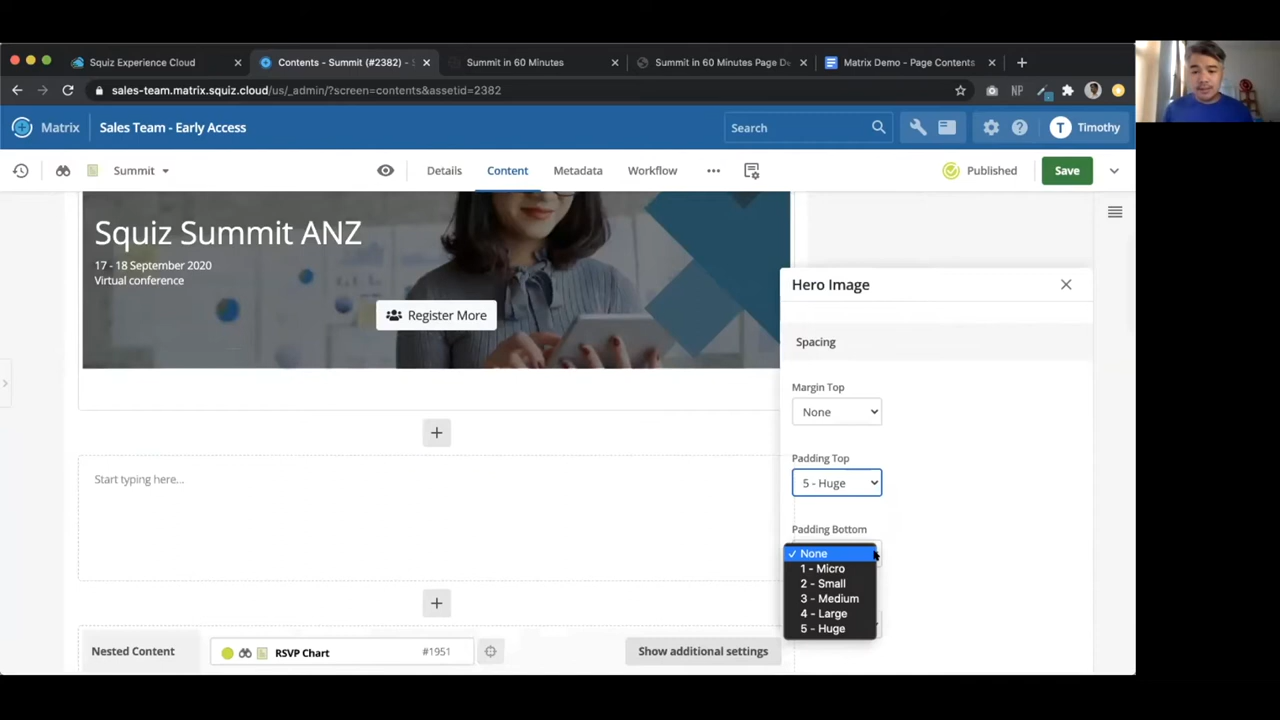 Squiz Experience Cloud
Contents - Summit (#2382) - S
Summit in 60 Minutes
Summit in 60 Minutes Page De
Matrix Demo - Page Contents
sales-team.matrix.squiz.cloud/us/_admin/?screen=contents&assetid=2382
NP
Matrix
Sales Team - Early Access
Search
T
Timothy
Summit
Details
Content
Metadata
Workflow
Published
Save
Squiz Summit ANZ
17 - 18 September 2020
Virtual conference
Register More
Hero Image
Spacing
Margin Top
None
Padding Top
5 - Huge
Padding Bottom
None
1 - Micro
2 - Small
3 - Medium
4 - Large
5 - Huge
Start typing here...
Nested Content
RSVP Chart
#1951
Show additional settings